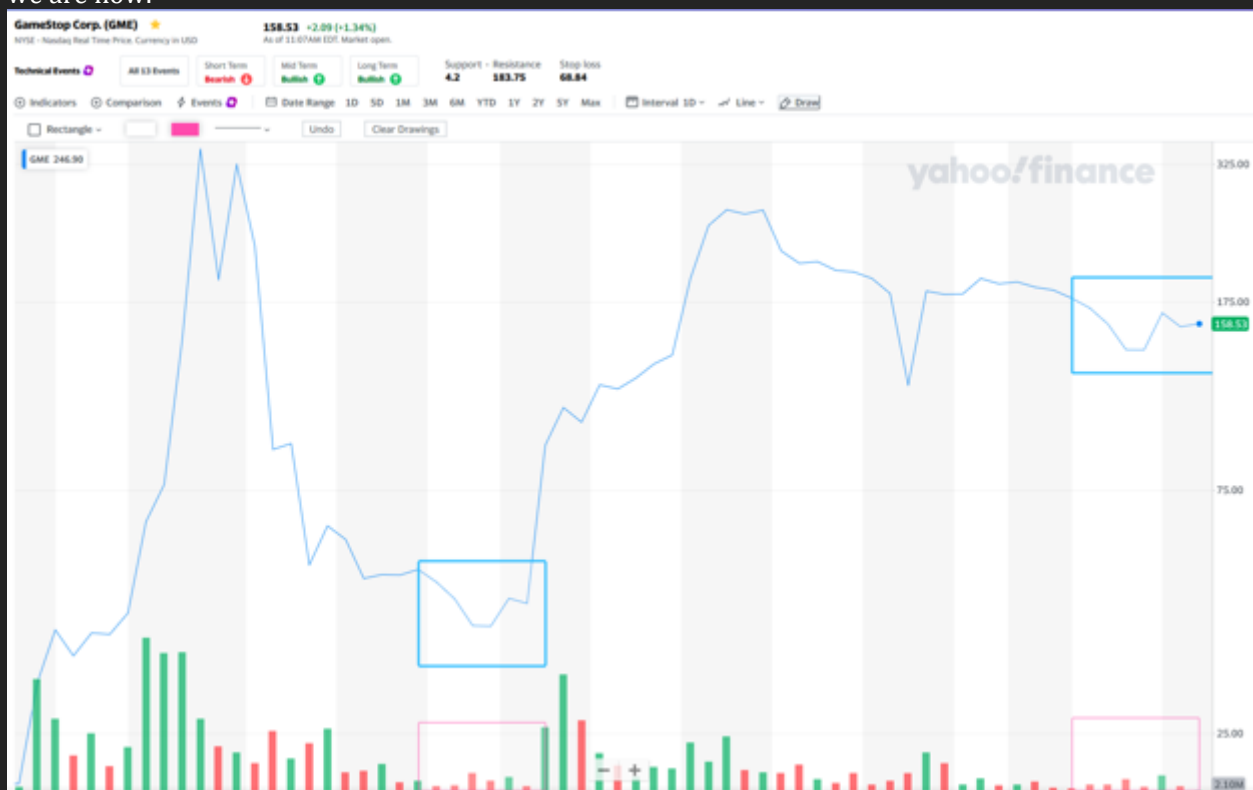 we are now.
GameStop Corp. (GME)
158.53 +2.09 (+1.34%)
NYSE - Nasdaq Real Time Price. Currency in USD
As of 11:07AM EDT. Market open.
Technical Events
All 13 Events
Short Term
Bearish
Mid Term
Bullish
Long Term
Bullish
Support - Resistance
4.2 183.75
Stop loss
68.84
Indicators Comparison Events Date Range 1D 5D 1M 3M 6M YTD 1Y 2Y 5Y Max Interval 1D Line Draw
Rectangle Undo Clear Drawings
GME 246.90
yahoo!finance
325.00
175.00
158.53
75.00
25.00
2.10M